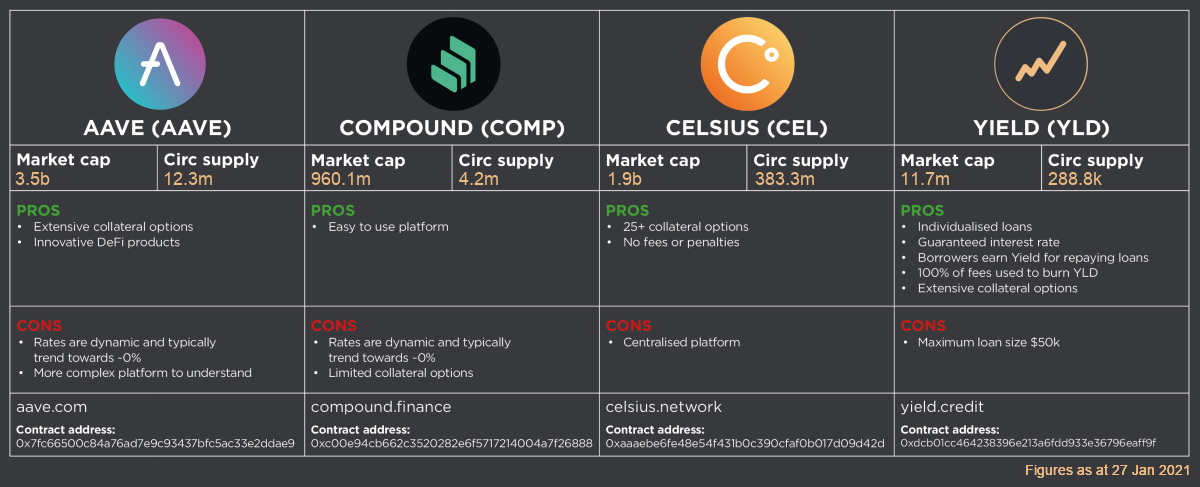 AAVE (AAVE)
Market cap
3.5b
Circ supply
12.3m
PROS
• Extensive collateral options
• Innovative DeFi products
CONS
• Rates are dynamic and typically
trend towards ~0%
• More complex platform to understand
aave.com
Contract address:
0x7fc66500c84a76ad7e9c93437bfc5ac33e2ddae9
COMPOUND (COMP)
Market cap
960.1m
Circ supply
4.2m
PROS
• Easy to use platform
CONS
• Rates are dynamic and typically
trend towards ~0%
• Limited collateral options
compound.finance
Contract address:
0xc00e94cb662c3520282e6f5717214004a7f26888
CELSIUS (CEL)
Market cap
1.9b
Circ supply
383.3m
PROS
• 25+ collateral options
• No fees or penalties
CONS
• Centralised platform
celsius.network
Contract address:
0xaaaebe6fe48e54f431b0c390cfaf0b017d09d42d
YIELD (YLD)
Market cap
11.7m
Circ supply
288.8k
PROS
• Individualised loans
• Guaranteed interest rate
• Borrowers earn Yield for repaying loans
• 100% of fees used to burn YLD
• Extensive collateral options
CONS
• Maximum loan size $50k
yield.credit
Contract address:
0xdcb01cc464238396e213a6fdd933e36796eaff9f
Figures as at 27 Jan 2021